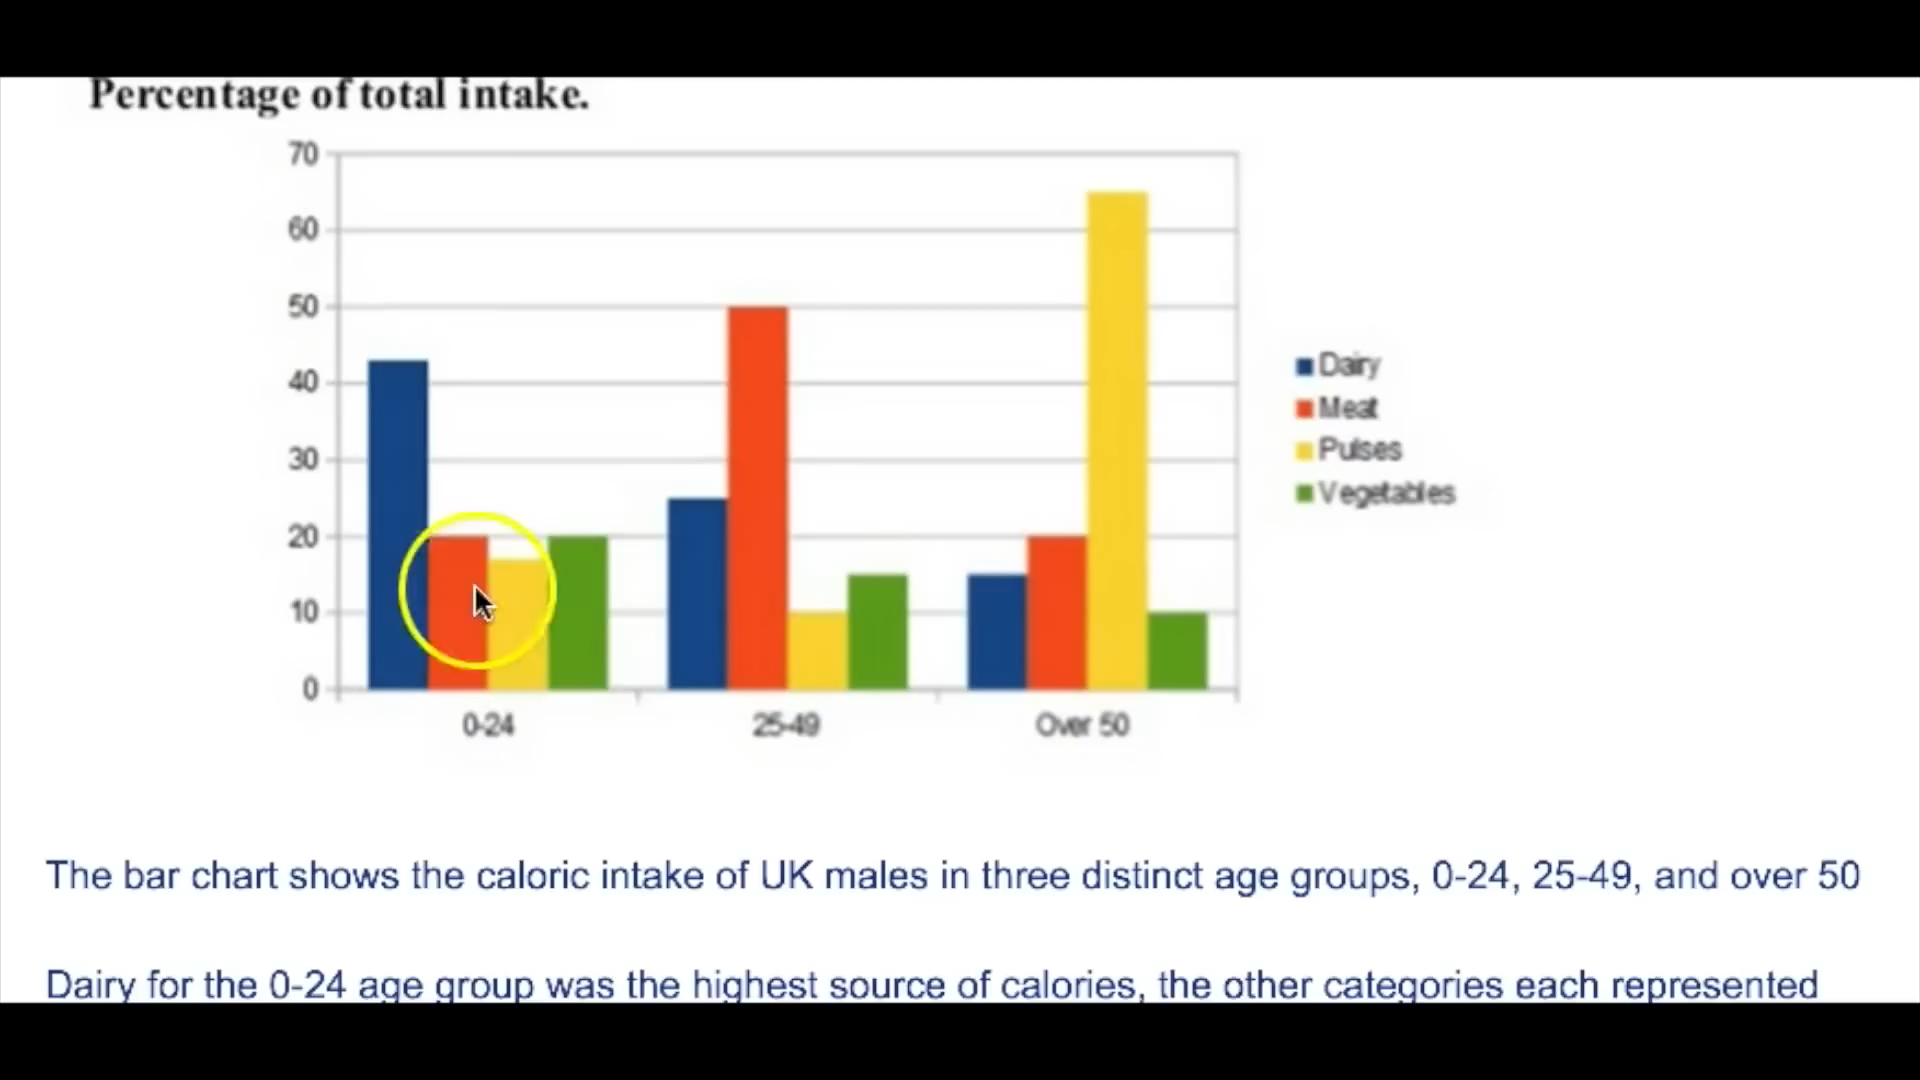 Percentage of total intake.
70
60
50
40
30
20
10
0
0-24
25-49
Over 50
Dairy
Meat
Pulses
Vegetables
The bar chart shows the caloric intake of UK males in three distinct age groups, 0-24, 25-49, and over 50
Dairy for the 0-24 age group was the highest source of calories, the other categories each represented